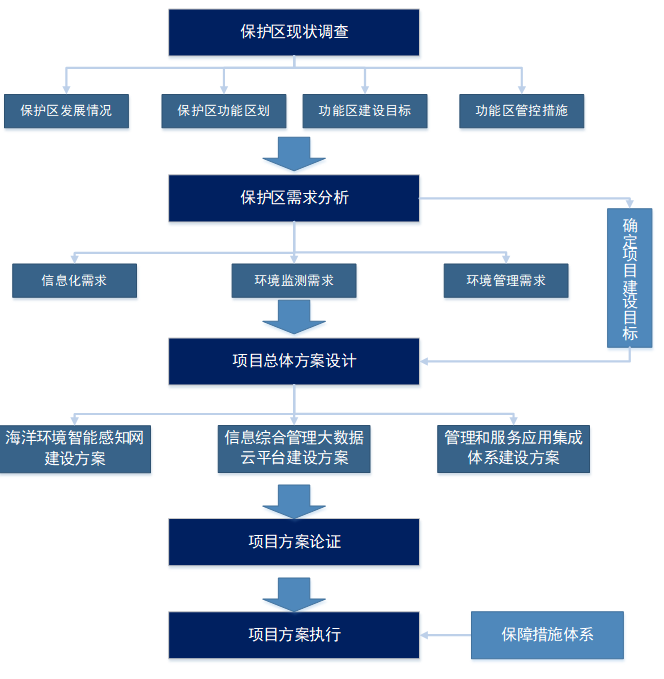 保护区现状调查
保护区发展情况
保护区功能区划
功能区建设目标
功能区管控措施
保护区需求分析
确定项目建设目标
信息化需求
环境监测需求
环境管理需求
项目总体方案设计
海洋环境智能感知网
建设方案
信息综合管理大数据
云平台建设方案
管理和服务应用集成
体系建设方案
项目方案论证
项目方案执行
保障措施体系